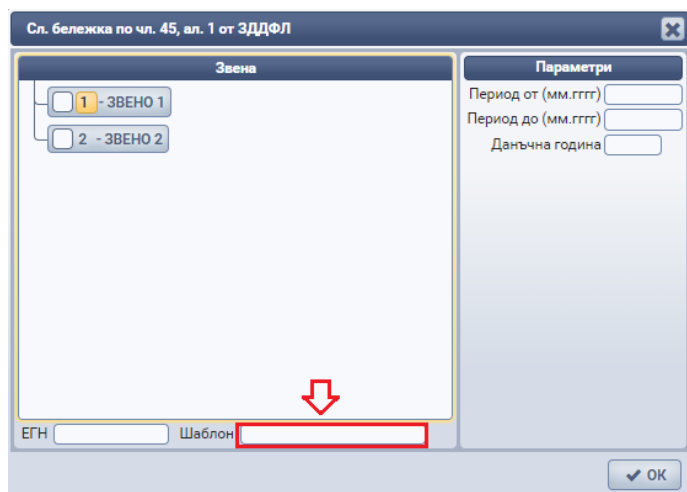 Сл. бележка по чл. 45, ал. 1 от ЗДДФЛ
Звена
1 - ЗВЕНО 1
2 - ЗВЕНО 2
Параметри
Период от (мм.гггг)
Период до (мм.гггг)
Данъчна година
ЕГН Шаблон
OK